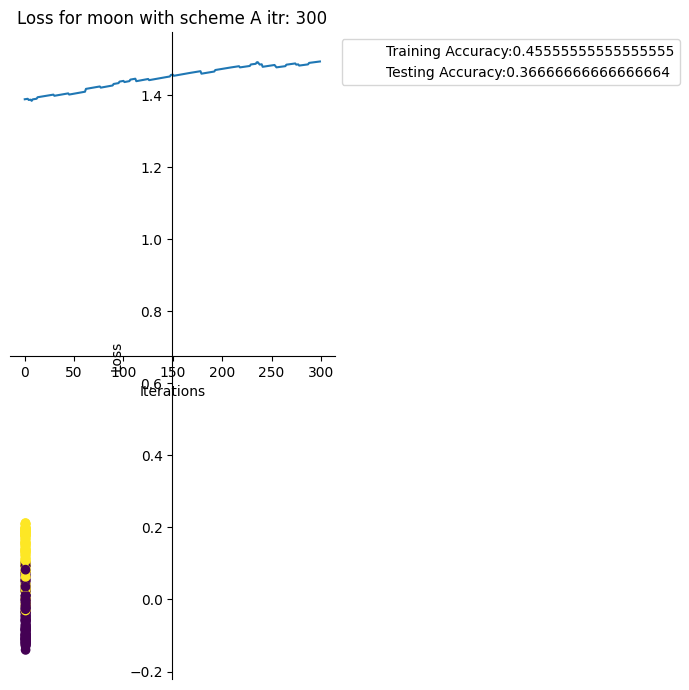 Loss for moon with scheme A itr: 300
Training Accuracy:0.45555555555555555
Testing Accuracy:0.36666666666666664
1.4
1.2
1.0
0.8
Loss
0 50 100 150 200 250 300
0.6
Iterations
0.4
0.2
0.0
−0.2